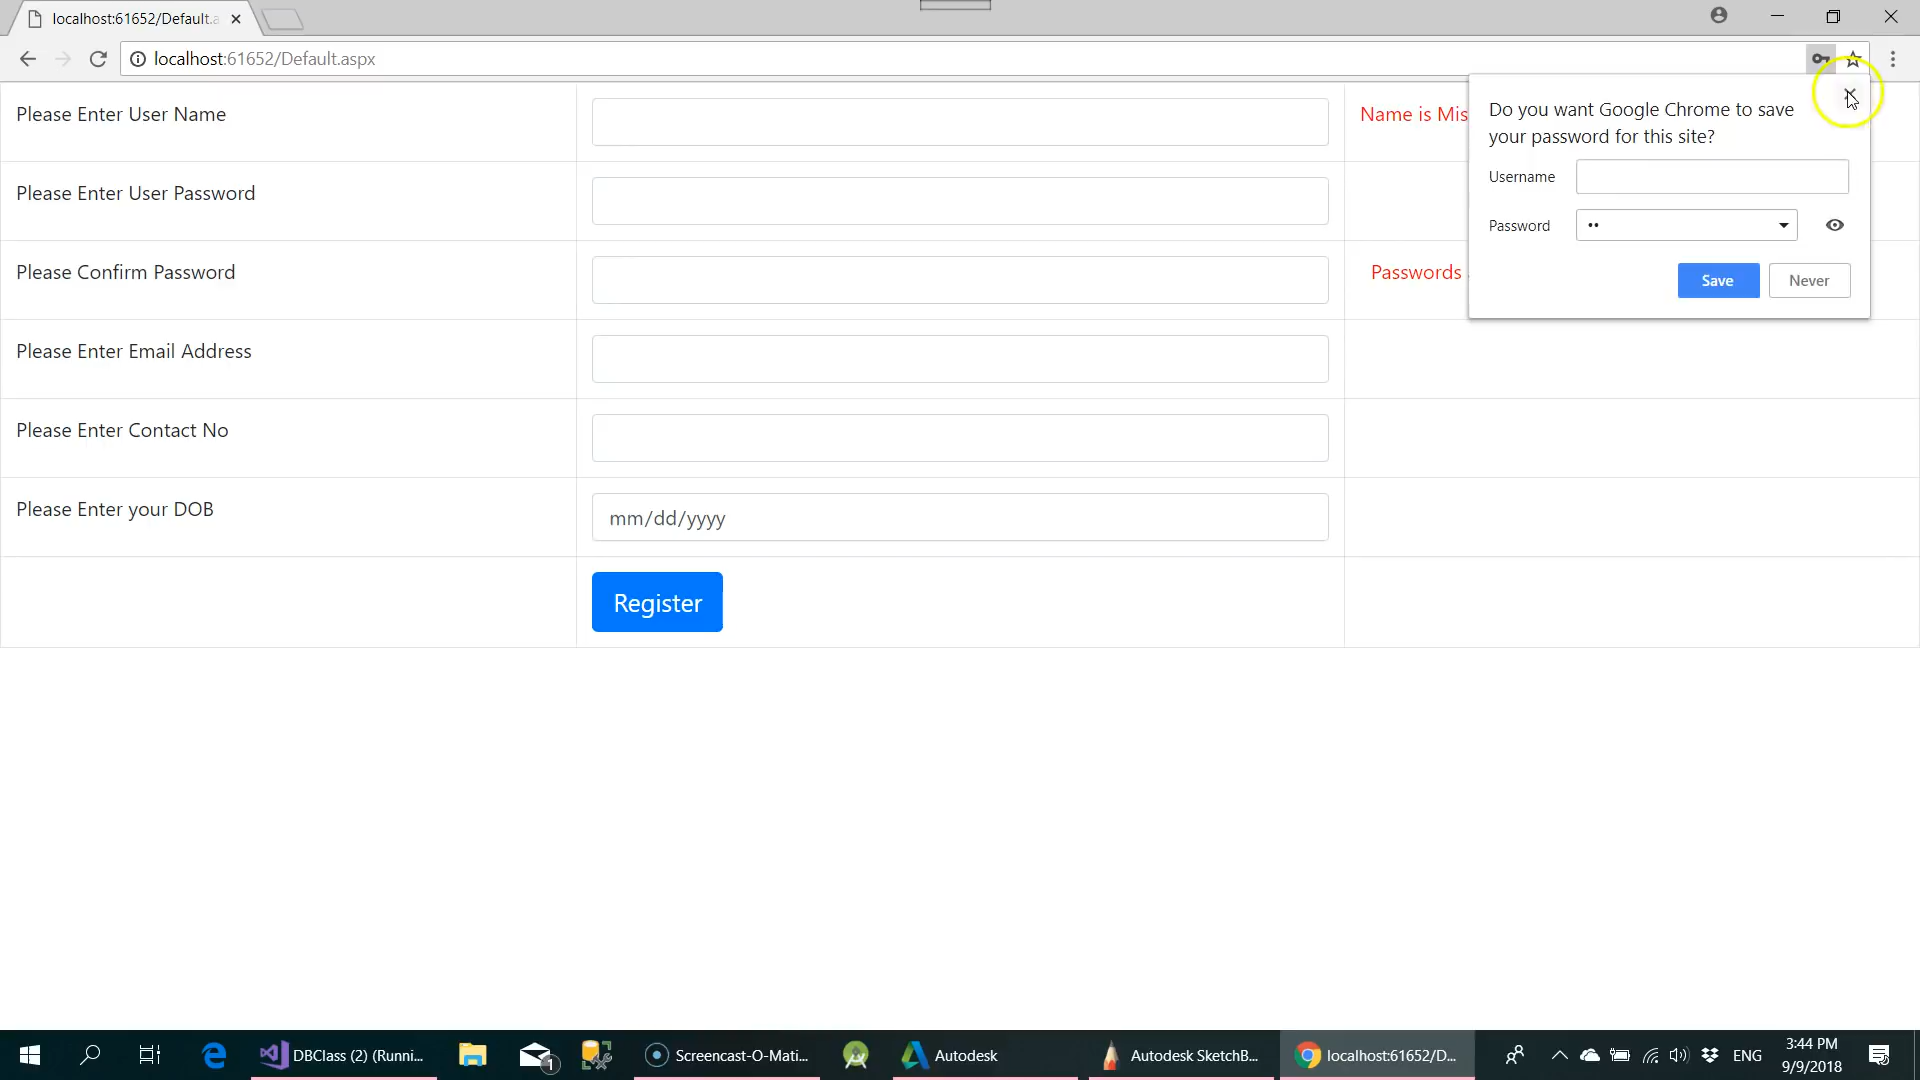 localhost:61652/Default.a
localhost:61652/Default.aspx
Please Enter User Name
Name is Mis
Do you want Google Chrome to save
your password for this site?
Username
Please Enter User Password
Password
Please Confirm Password
Passwords
Save
Never
Please Enter Email Address
Please Enter Contact No
Please Enter your DOB
mm/dd/yyyy
Register
DBClass (2) (Runni...
1
Screencast-O-Mati...
Autodesk
Autodesk SketchB...
localhost:61652/D...
ENG
3:44 PM
9/9/2018